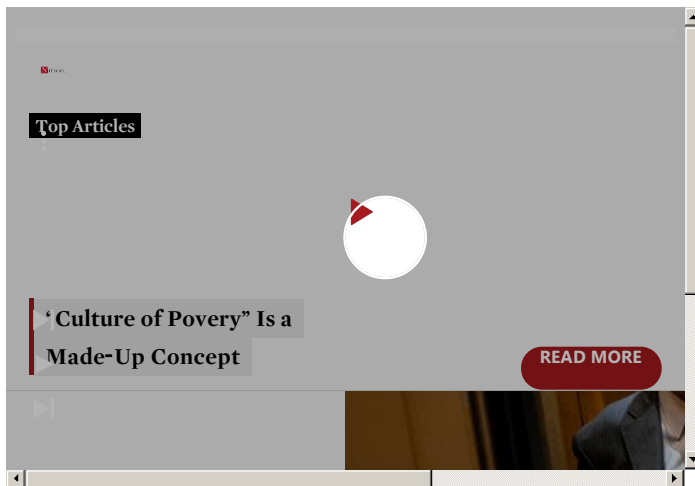 Top Articles
“Culture of Povery” Is a
Made-Up Concept
READ MORE